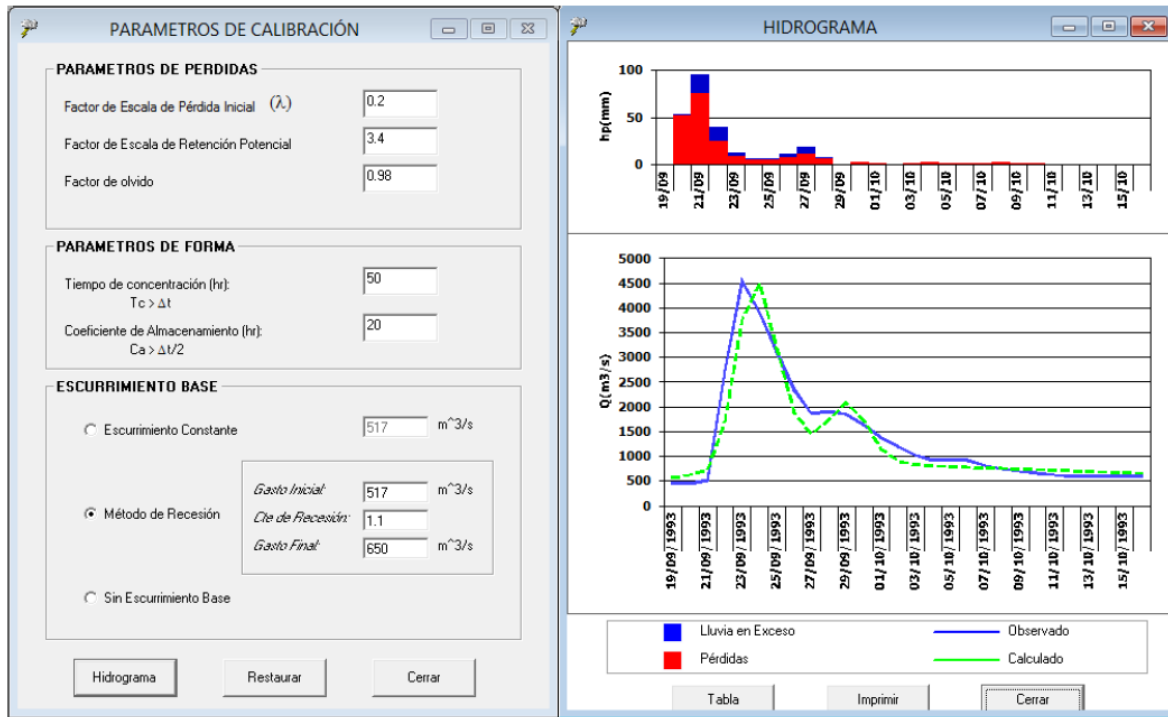 PARAMETROS DE CALIBRACIÓN
PARAMETROS DE PERDIDAS
Factor de Escala de Pérdida Inicial (λ) 0.2
Factor de Escala de Retención Potencial 3.4
Factor de olvido 0.98
PARAMETROS DE FORMA
Tiempo de concentración (hr): 50
Tc > Δt
Coeficiente de Almacenamiento (hr): 20
Ca > Δt/2
ESCURRIMIENTO BASE
Escurrimiento Constante 517 m^3/s
Método de Recesión
Gasto Inicial: 517 m^3/s
Cte de Recesión: 1.1
Gasto Final: 650 m^3/s
Sin Escurrimiento Base
Hidrograma Restaurar Cerrar
HIDROGRAMA
hp(mm)
100
50
0
19/09 21/09 23/09 25/09 27/09 29/09 01/10 03/10 05/10 07/10 09/10 11/10 13/10 15/10
Q(m3/s)
5000
4500
4000
3500
3000
2500
2000
1500
1000
500
0
19/09/1993 21/09/1993 23/09/1993 25/09/1993 27/09/1993 29/09/1993 01/10/1993 03/10/1993 05/10/1993 07/10/1993 09/10/1993 11/10/1993 13/10/1993 15/10/1993
Lluvia en Exceso Observado
Pérdidas Calculado
Tabla Imprimir Cerrar